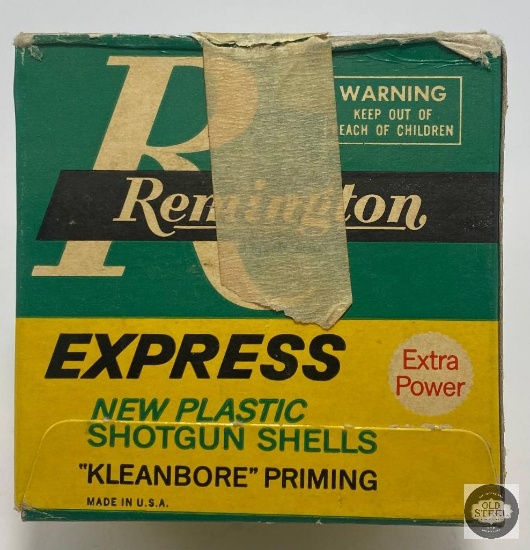 R
WARNING
KEEP OUT OF
REACH OF CHILDREN
Remington
EXPRESS
Extra
Power
NEW PLASTIC
SHOTGUN SHELLS
"KLEANBORE" PRIMING
MADE IN U.S.A.
OLD
STEEL